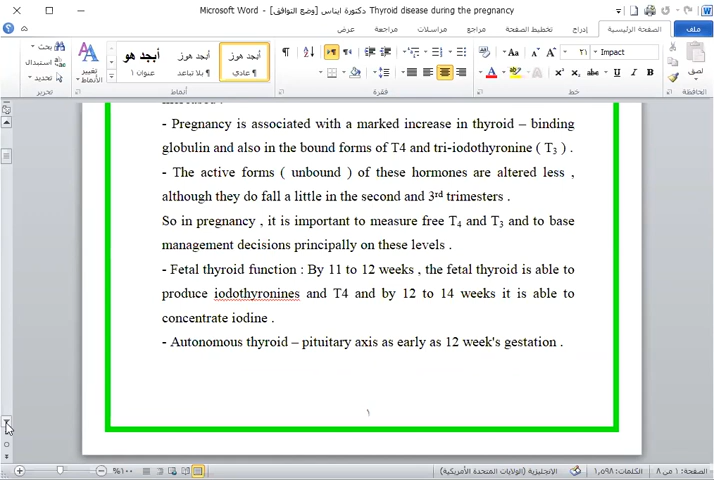 Thyroid disease during the pregnancy دكتورة ايناس [وضع التوافق] - Microsoft Word
ملف
الصفحة الرئيسية
إدراج
تخطيط الصفحة
مراجع
مراسلات
مراجعة
عرض
لصق
الحافظة
Impact
٢١
خط
فقرة
أبجد هوز
¶ عادي
أبجد هوز
¶ بلا تباعد
أبجد هو
عنوان ١
تغيير الأنماط
أنماط
بحث
استبدال
تحديد
تحرير
increased .
- Pregnancy is associated with a marked increase in thyroid – binding
globulin and also in the bound forms of T4 and tri-iodothyronine ( T3 ) .
- The active forms ( unbound ) of these hormones are altered less ,
although they do fall a little in the second and 3rd trimesters .
So in pregnancy , it is important to measure free T4 and T3 and to base
management decisions principally on these levels .
- Fetal thyroid function : By 11 to 12 weeks , the fetal thyroid is able to
produce iodothyronines and T4 and by 12 to 14 weeks it is able to
concentrate iodine .
- Autonomous thyroid – pituitary axis as early as 12 week's gestation .
١
الصفحة: ١ من ٨
الكلمات: ١,٥٩٨
الإنجليزية (الولايات المتحدة الأمريكية)
%١٠٠